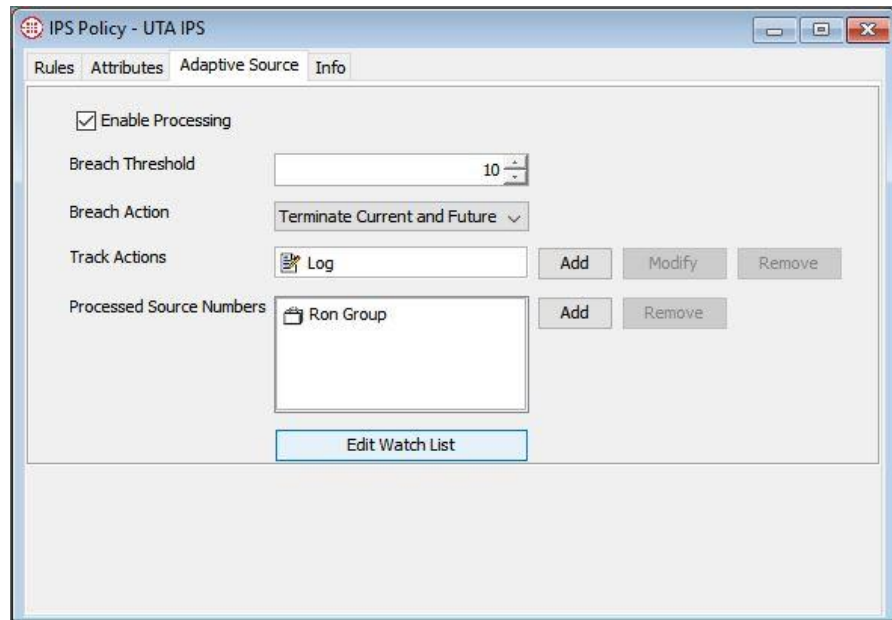 IPS Policy - UTA IPS
Rules Attributes Adaptive Source Info
Enable Processing
Breach Threshold 10
Breach Action Terminate Current and Future
Track Actions Log Add Modify Remove
Processed Source Numbers Ron Group Add Remove
Edit Watch List